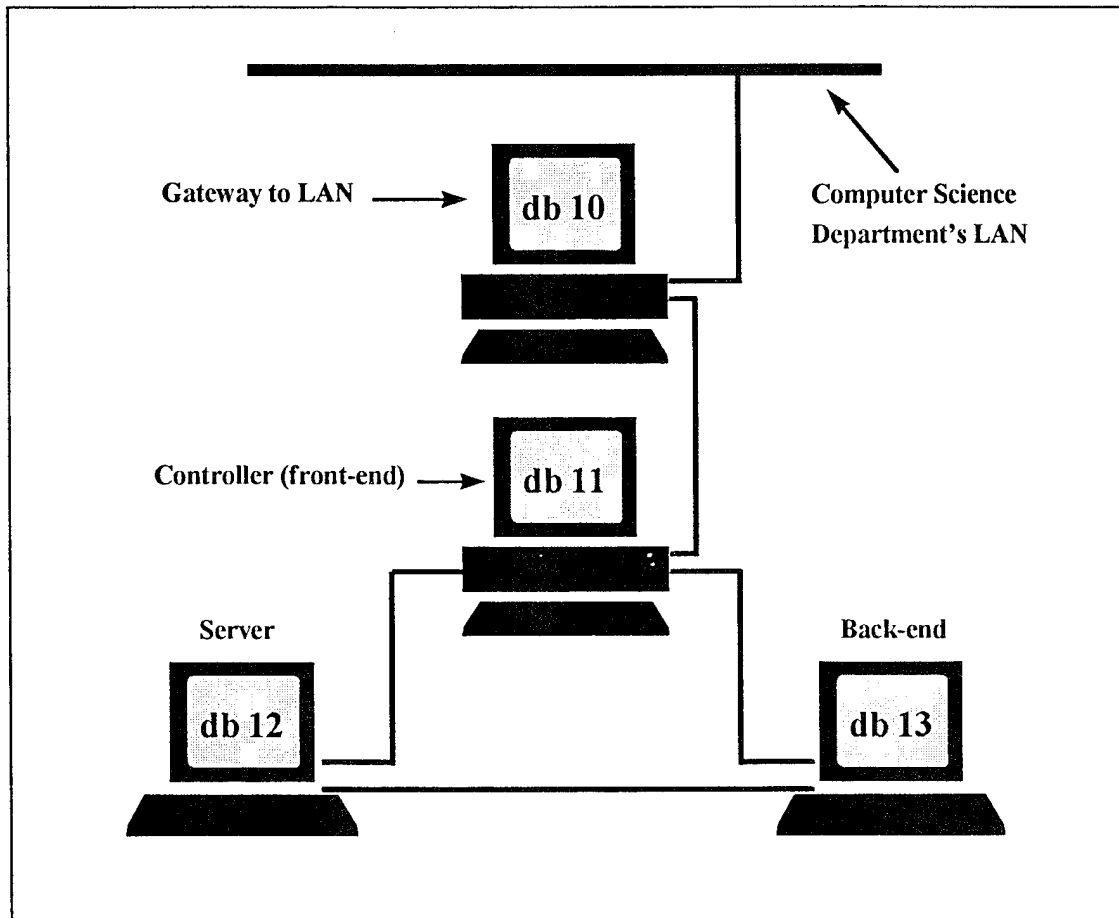 Gateway to LAN
db 10
Computer Science
Department's LAN
Controller (front-end)
db 11
Server
Back-end
db 12
db 13